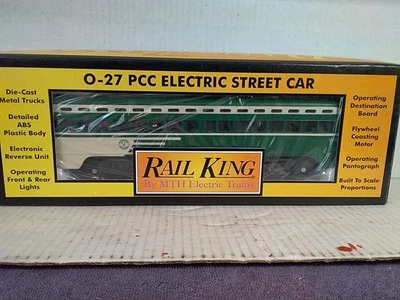 O-27 PCC ELECTRIC STREET CAR
Die-Cast
Metal Trucks
Detailed
ABS
Plastic Body
Electronic
Reverse Unit
Operating
Front & Rear
Lights
Operating
Destination
Board
Flywheel
Coasting
Motor
Operating
Pantograph
Built To Scale
Proportions
RAIL KING
By MTH Electric Trains